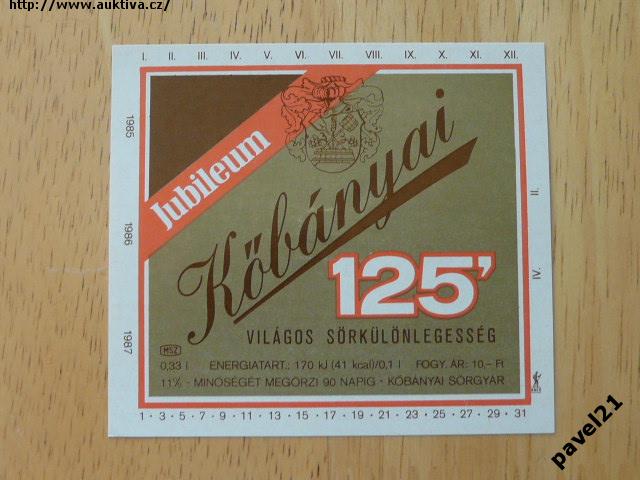 http://www.auktiva.cz/
I. II. III. IV. V. VI. VII. VIII. IX. X. XI. XII.
1985
1986
1987
Jubileum
Kőbányai
125'
VILÁGOS SÖRKÜLÖNLEGESSÉG
MSZ
0,33 l ENERGIATART.: 170 kJ (41 kcal)/0,1 l FOGY. ÁR: 10,– Ft
11% - MINŐSÉGÉT MEGŐRZI 90 NAPIG - KŐBÁNYAI SÖRGYÁR
II.
IV.
1 · 3 · 5 · 7 · 9 · 11 · 13 · 15 · 17 · 19 · 21 · 23 · 25 · 27 · 29 · 31
pavel21